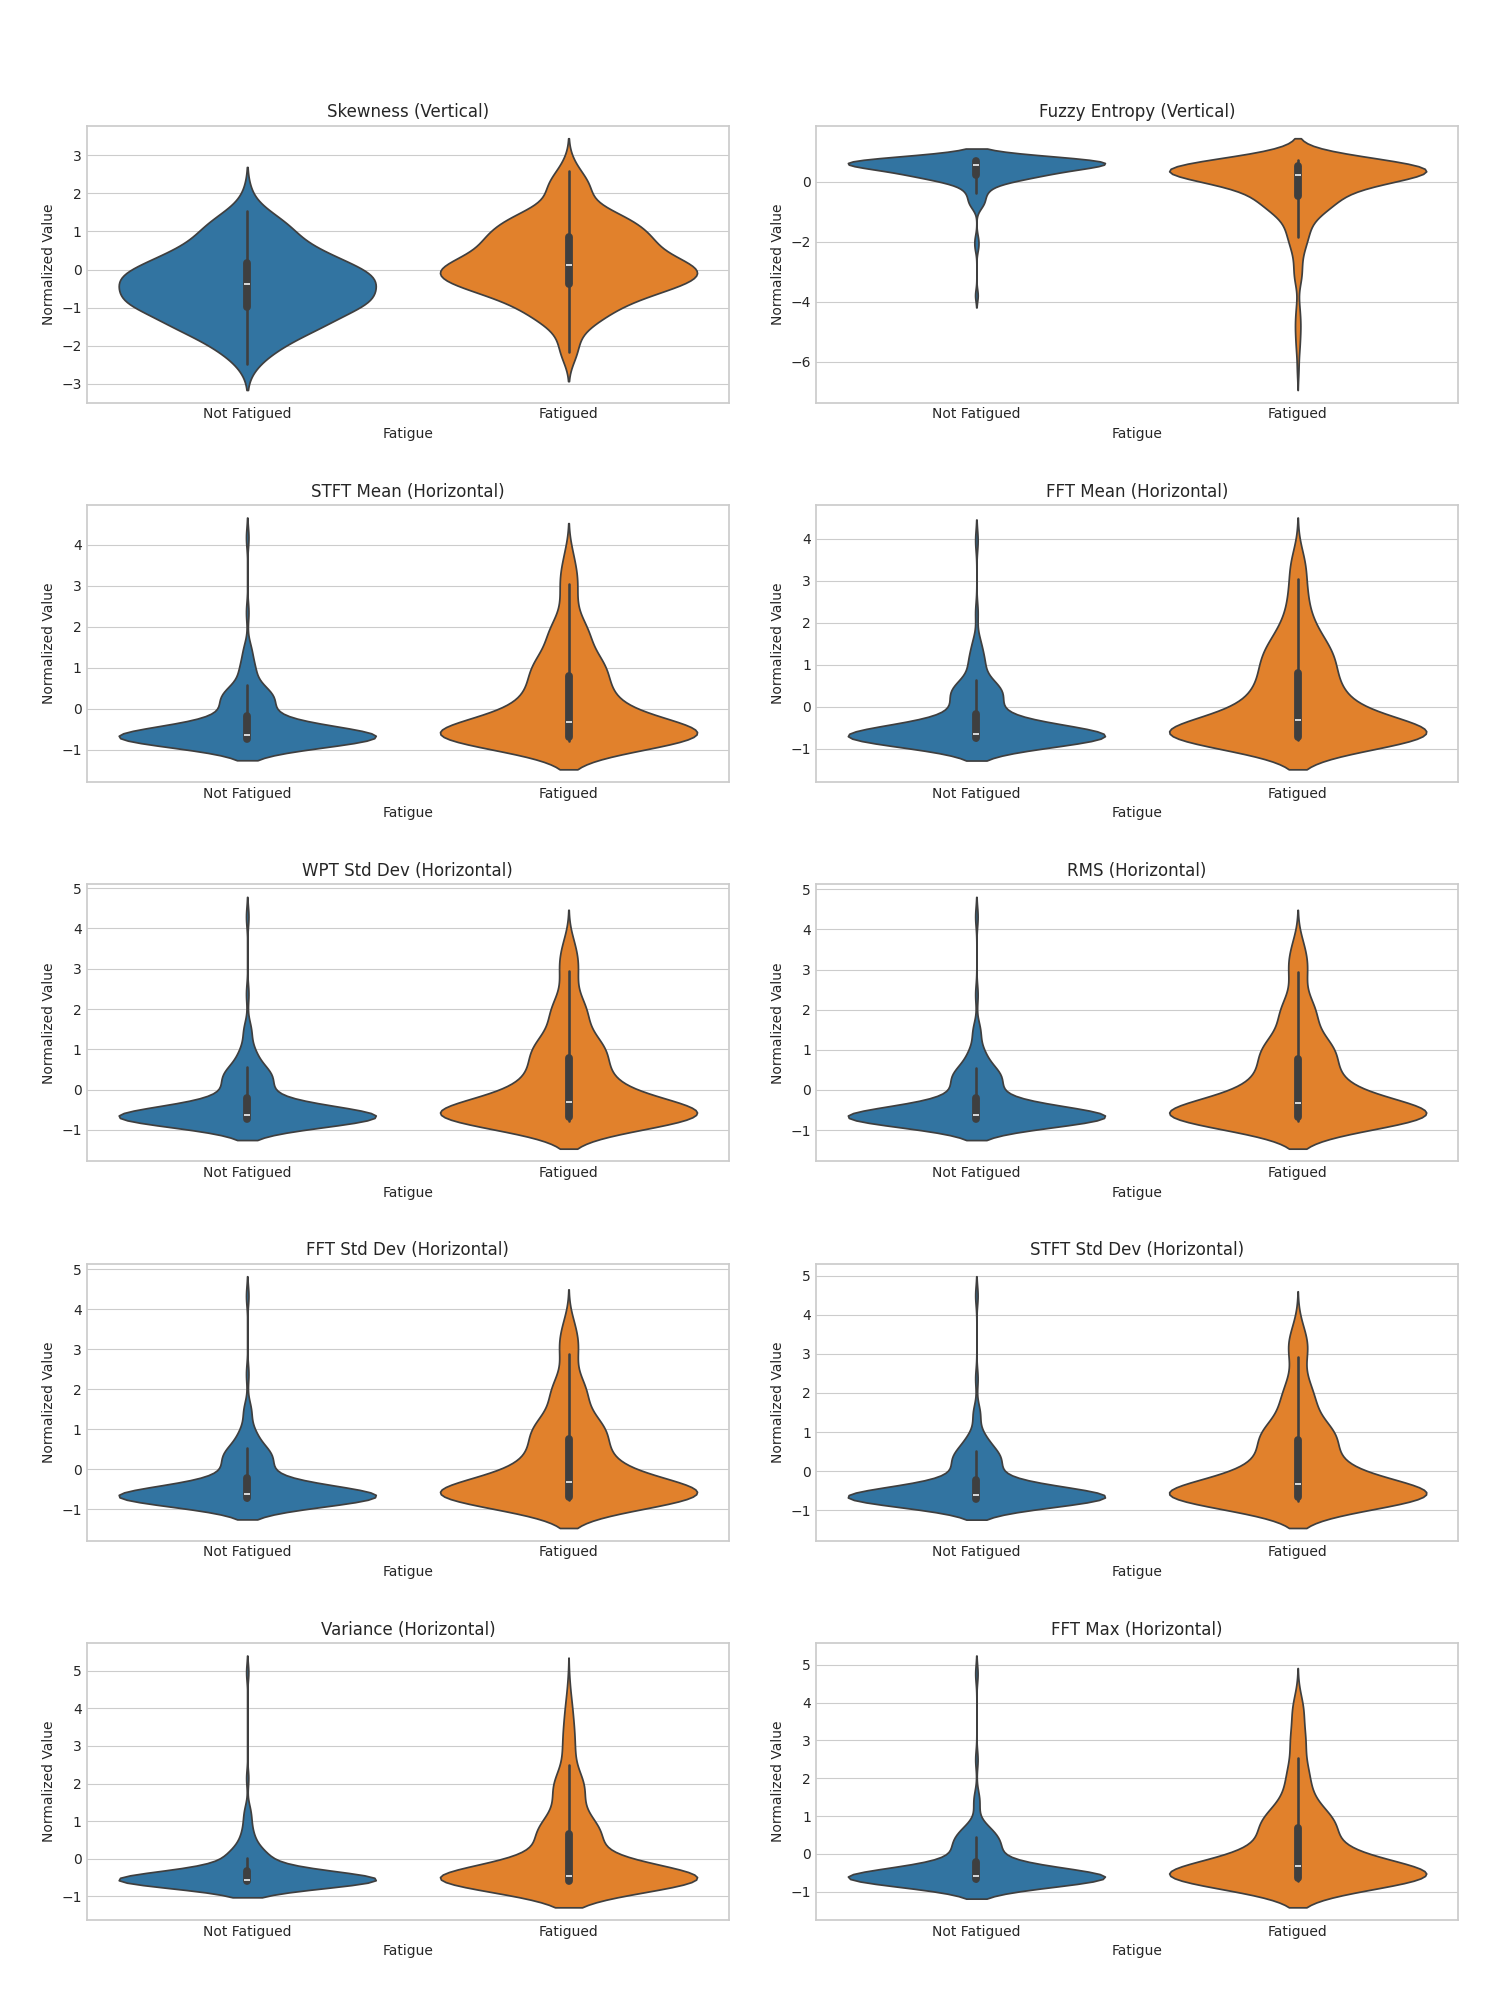 Skewness (Vertical)
Normalized Value
3
2
1
0
−1
−2
−3
Not Fatigued
Fatigued
Fatigue
Fuzzy Entropy (Vertical)
Normalized Value
0
−2
−4
−6
Not Fatigued
Fatigued
Fatigue
STFT Mean (Horizontal)
Normalized Value
4
3
2
1
0
−1
Not Fatigued
Fatigued
Fatigue
FFT Mean (Horizontal)
Normalized Value
4
3
2
1
0
−1
Not Fatigued
Fatigued
Fatigue
WPT Std Dev (Horizontal)
Normalized Value
5
4
3
2
1
0
−1
Not Fatigued
Fatigued
Fatigue
RMS (Horizontal)
Normalized Value
5
4
3
2
1
0
−1
Not Fatigued
Fatigued
Fatigue
FFT Std Dev (Horizontal)
Normalized Value
5
4
3
2
1
0
−1
Not Fatigued
Fatigued
Fatigue
STFT Std Dev (Horizontal)
Normalized Value
5
4
3
2
1
0
−1
Not Fatigued
Fatigued
Fatigue
Variance (Horizontal)
Normalized Value
5
4
3
2
1
0
−1
Not Fatigued
Fatigued
Fatigue
FFT Max (Horizontal)
Normalized Value
5
4
3
2
1
0
−1
Not Fatigued
Fatigued
Fatigue